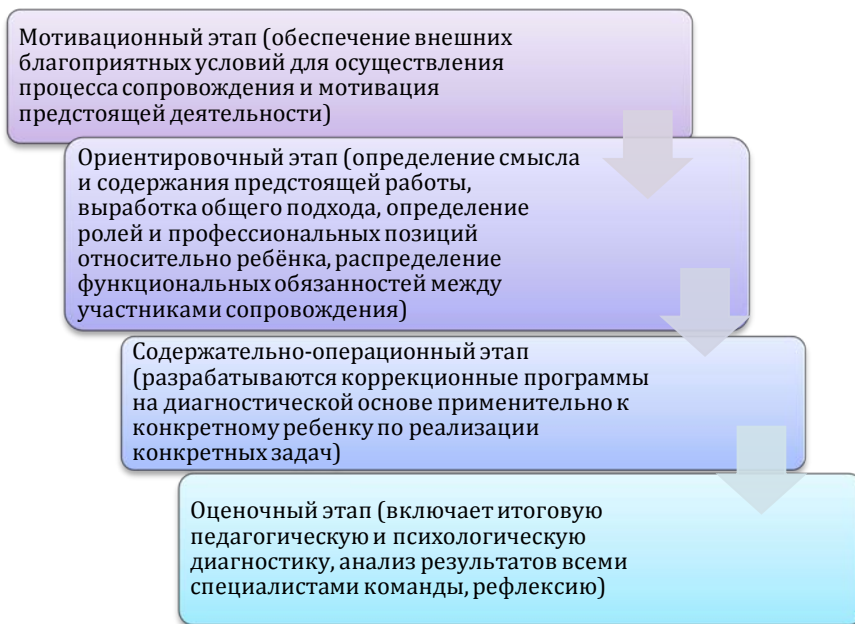 Мотивационный этап (обеспечение внешних
благоприятных условий для осуществления
процесса сопровождения и мотивация
предстоящей деятельности)
Ориентировочный этап (определение смысла
и содержания предстоящей работы,
выработка общего подхода, определение
ролей и профессиональных позиций
относительно ребёнка, распределение
функциональных обязанностей между
участниками сопровождения)
Содержательно-операционный этап
(разрабатываются коррекционные программы
на диагностической основе применительно к
конкретному ребенку по реализации
конкретных задач)
Оценочный этап (включает итоговую
педагогическую и психологическую
диагностику, анализ результатов всеми
специалистами команды, рефлексию)